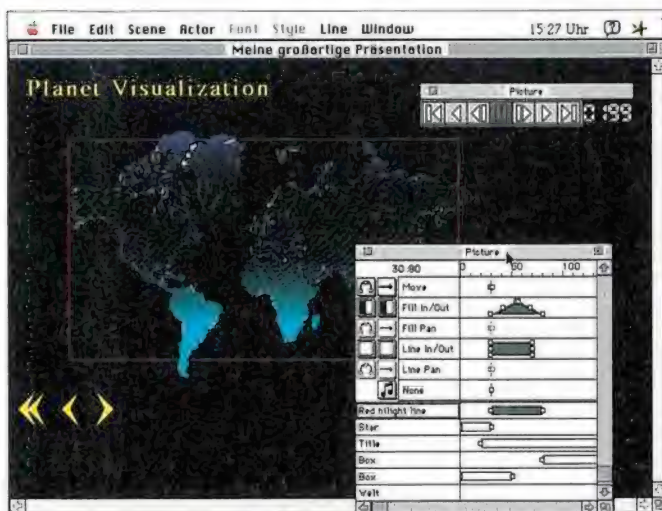 File Edit Scene Actor Font Style Line Window 15:27 Uhr
Meine großartige Präsentation
Planet Visualization
Picture
Picture
30:90 0 50 100
Move
Fill In/Out
Fill Pan
Line In/Out
Line Pan
None
Red hilight line
Star
Title
Box
Box
Welt